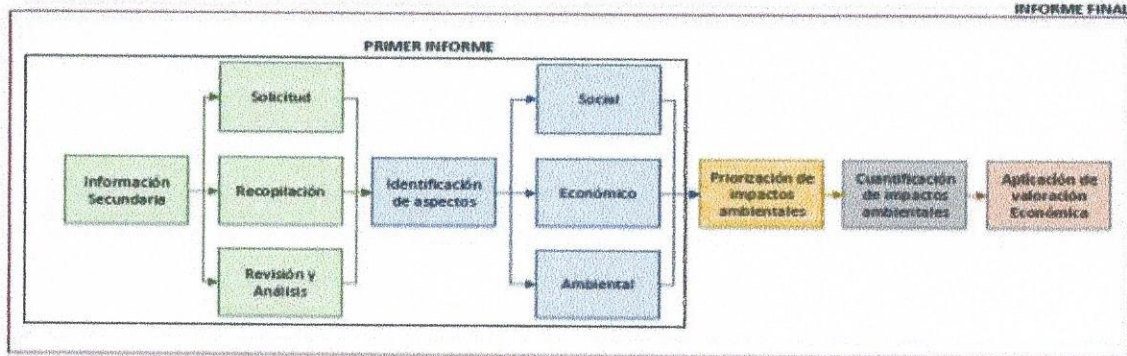 INFORME FINAL
PRIMER INFORME
Información
Secundaria
Solicitud
Recopilación
Revisión y
Análisis
Identificación
de aspectos
Social
Económico
Ambiental
Priorización de
impactos
ambientales
Cuantificación
de impactos
ambientales
Aplicación de
valoración
Económica